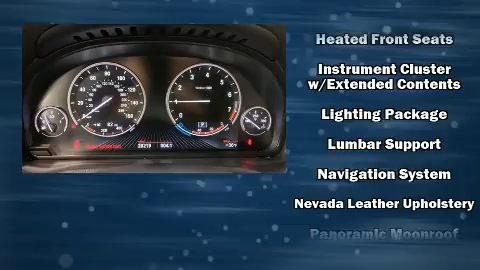 Heated Front Seats
Instrument Cluster
w/Extended Contents
Lighting Package
Lumbar Support
Navigation System
Nevada Leather Upholstery
Panoramic Moonroof